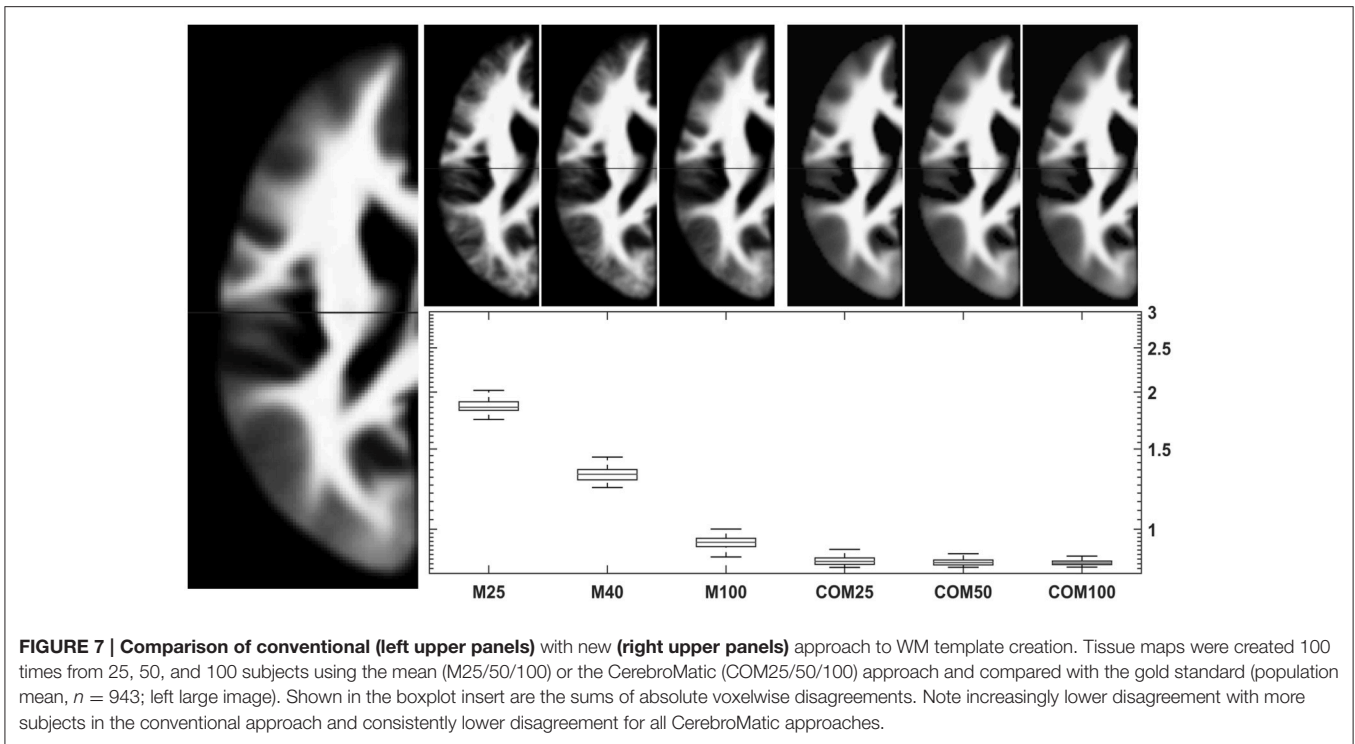 3
2.5
2
1.5
1
M25 M40 M100 COM25 COM50 COM100
FIGURE 7 | Comparison of conventional (left upper panels) with new (right upper panels) approach to WM template creation. Tissue maps were created 100
times from 25, 50, and 100 subjects using the mean (M25/50/100) or the CerebroMatic (COM25/50/100) approach and compared with the gold standard (population
mean, n = 943; left large image). Shown in the boxplot insert are the sums of absolute voxelwise disagreements. Note increasingly lower disagreement with more
subjects in the conventional approach and consistently lower disagreement for all CerebroMatic approaches.